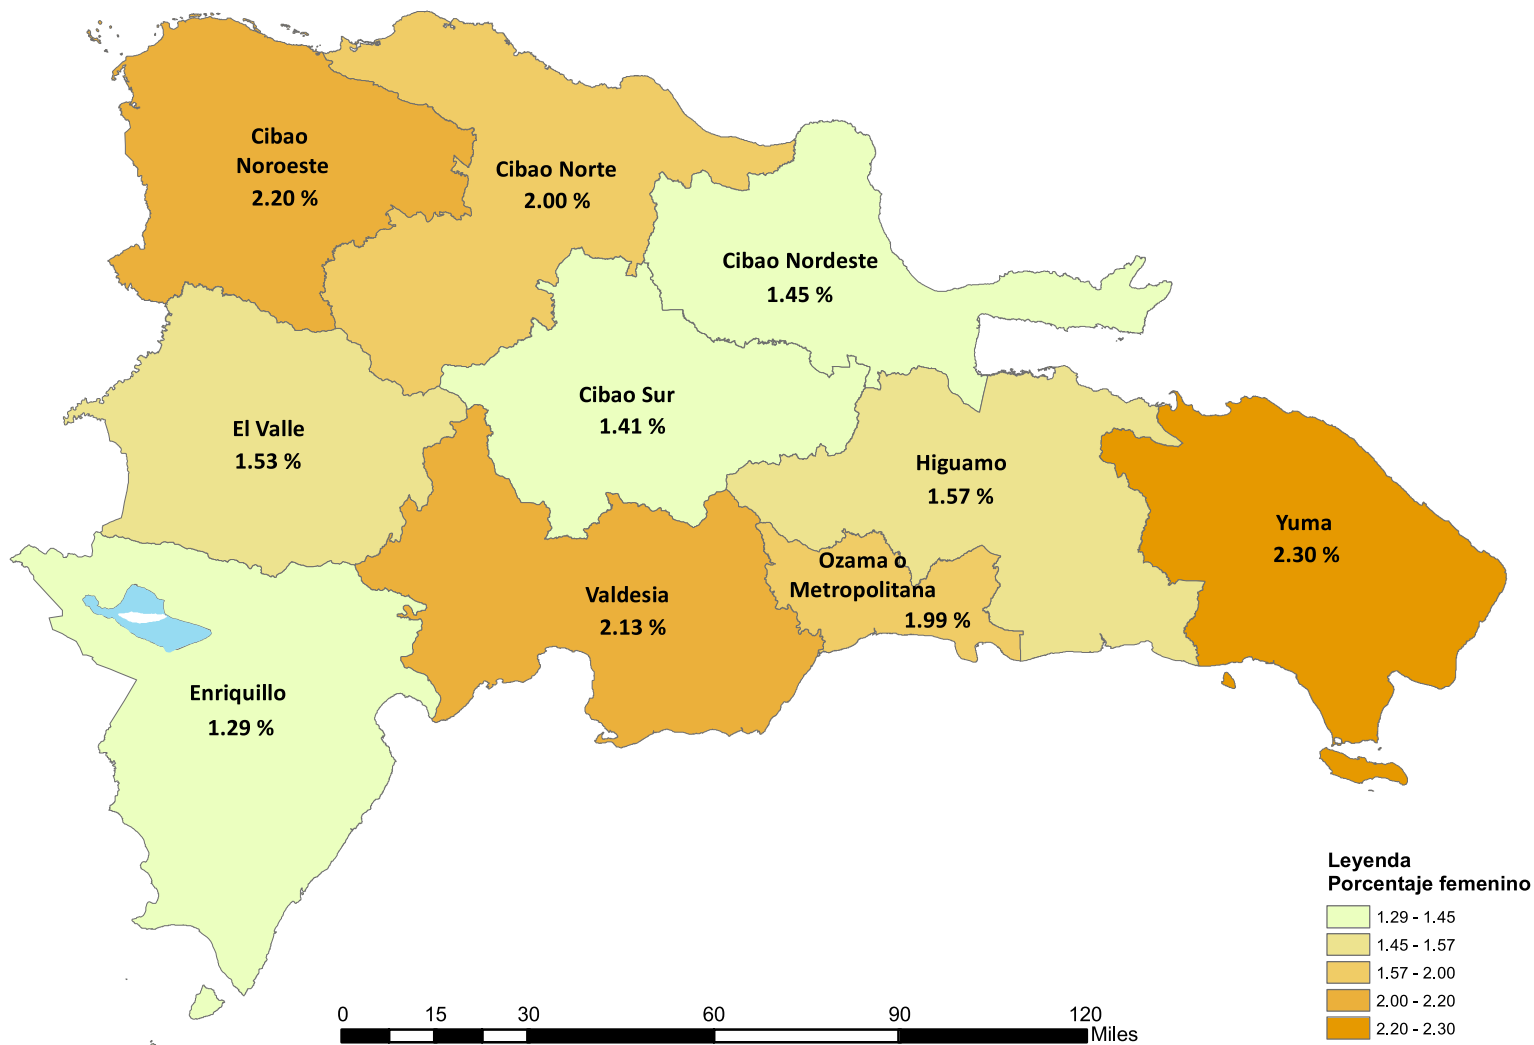 Cibao
Noroeste
2.20 %
Cibao Norte
2.00 %
Cibao Nordeste
1.45 %
Cibao Sur
1.41 %
El Valle
1.53 %
Higuamo
1.57 %
Yuma
2.30 %
Ozama o
Metropolitana
1.99 %
Valdesia
2.13 %
Enriquillo
1.29 %
Leyenda
Porcentaje femenino
1.29 - 1.45
1.45 - 1.57
1.57 - 2.00
2.00 - 2.20
2.20 - 2.30
0 15 30 60 90 120
Miles